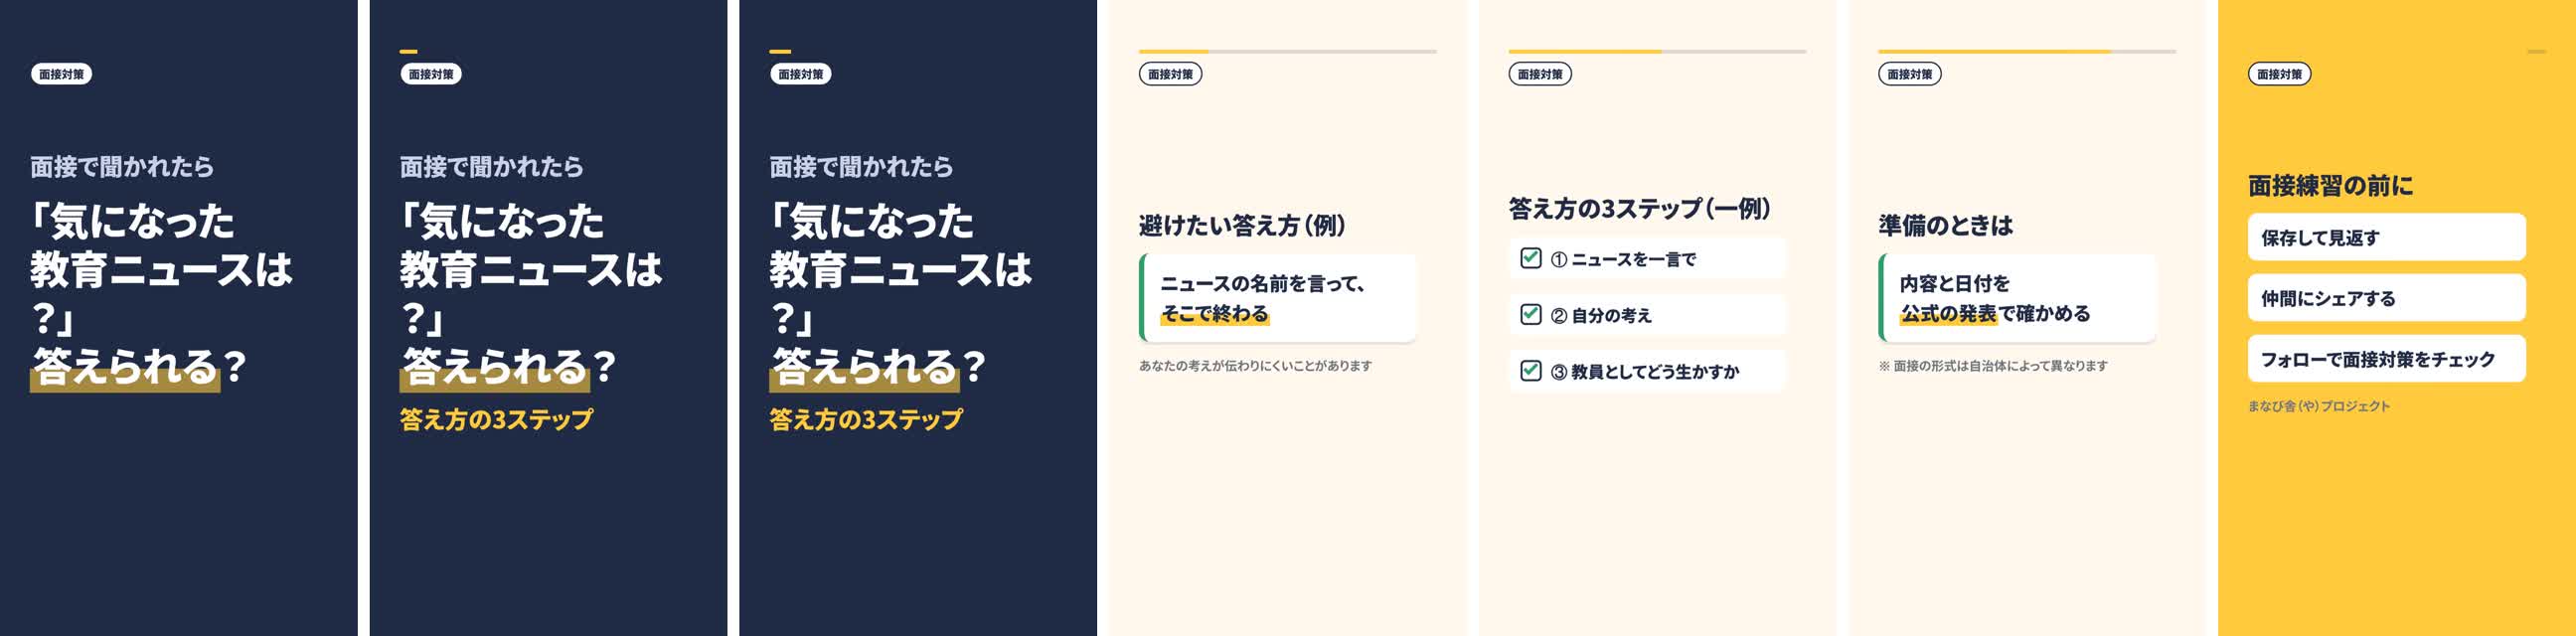 面接対策
面接で聞かれたら
「気になった
教育ニュースは
?」
答えられる?
面接対策
面接で聞かれたら
「気になった
教育ニュースは
?」
答えられる?
答え方の3ステップ
面接対策
面接で聞かれたら
「気になった
教育ニュースは
?」
答えられる?
答え方の3ステップ
面接対策
避けたい答え方(例)
ニュースの名前を言って、
そこで終わる
あなたの考えが伝わりにくいことがあります
面接対策
答え方の3ステップ(一例)
① ニュースを一言で
② 自分の考え
③ 教員としてどう生かすか
面接対策
準備のときは
内容と日付を
公式の発表で確かめる
※ 面接の形式は自治体によって異なります
面接対策
面接練習の前に
保存して見返す
仲間にシェアする
フォローで面接対策をチェック
まなび舎(や)プロジェクト